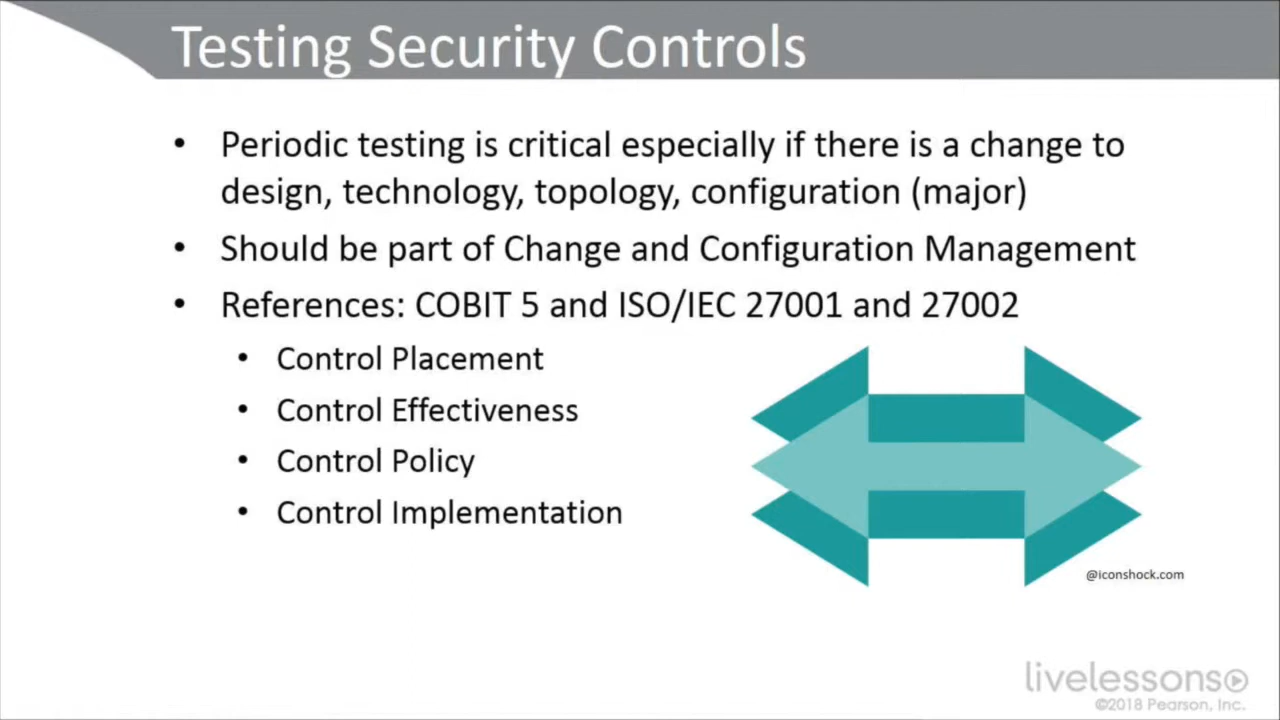 Testing Security Controls
• Periodic testing is critical especially if there is a change to
design, technology, topology, configuration (major)
• Should be part of Change and Configuration Management
• References: COBIT 5 and ISO/IEC 27001 and 27002
• Control Placement
• Control Effectiveness
• Control Policy
• Control Implementation
@iconshock.com
livelessons
©2018 Pearson, Inc.